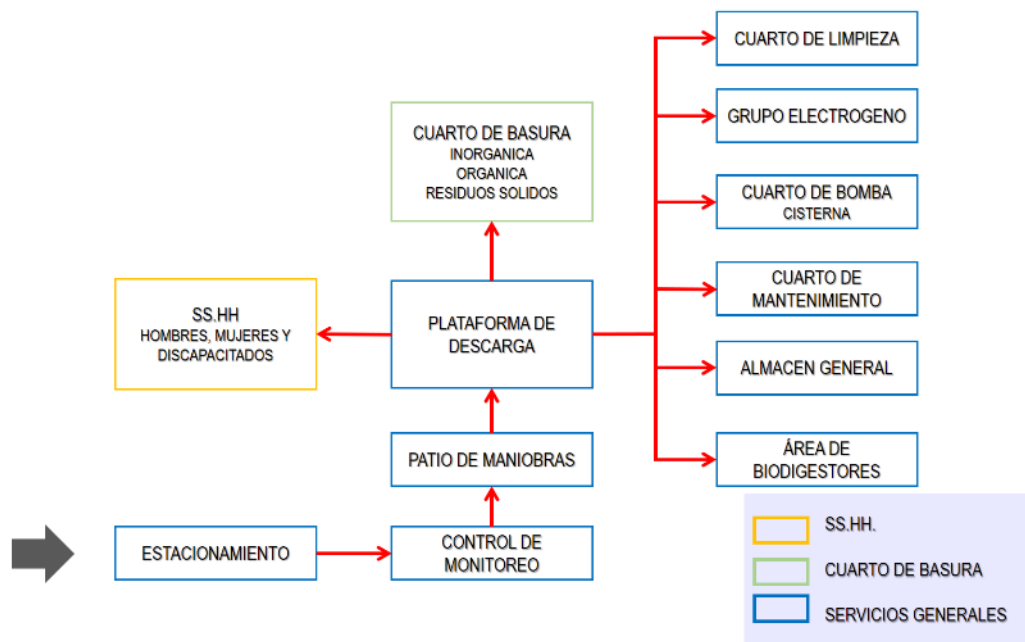 CUARTO DE LIMPIEZA
GRUPO ELECTROGENO
CUARTO DE BASURA
INORGANICA
ORGANICA
RESIDUOS SOLIDOS
CUARTO DE BOMBA
CISTERNA
CUARTO DE
MANTENIMIENTO
SS.HH
HOMBRES, MUJERES Y
DISCAPACITADOS
PLATAFORMA DE
DESCARGA
ALMACEN GENERAL
PATIO DE MANIOBRAS
ÁREA DE
BIODIGESTORES
ESTACIONAMIENTO
CONTROL DE
MONITOREO
SS.HH.
CUARTO DE BASURA
SERVICIOS GENERALES